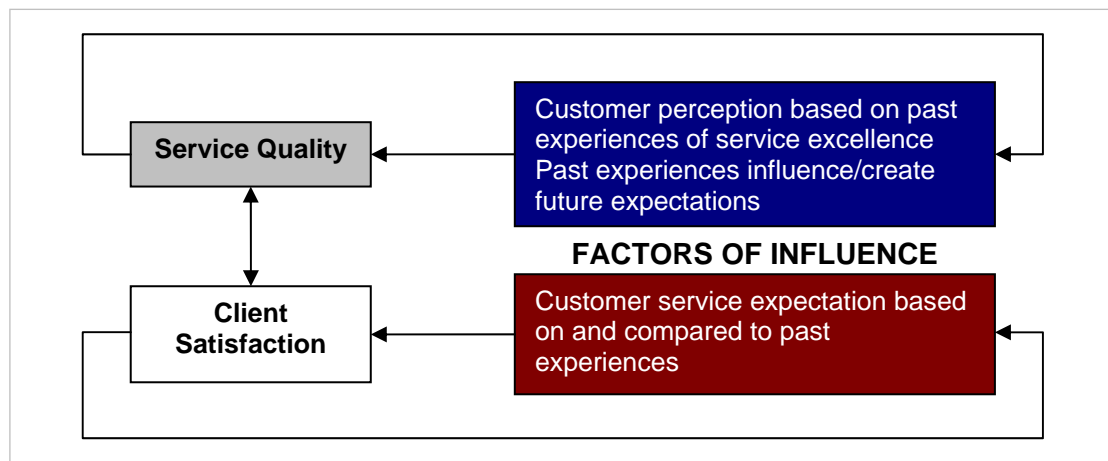 Service Quality
Customer perception based on past
experiences of service excellence
Past experiences influence/create
future expectations
FACTORS OF INFLUENCE
Client
Satisfaction
Customer service expectation based
on and compared to past
experiences